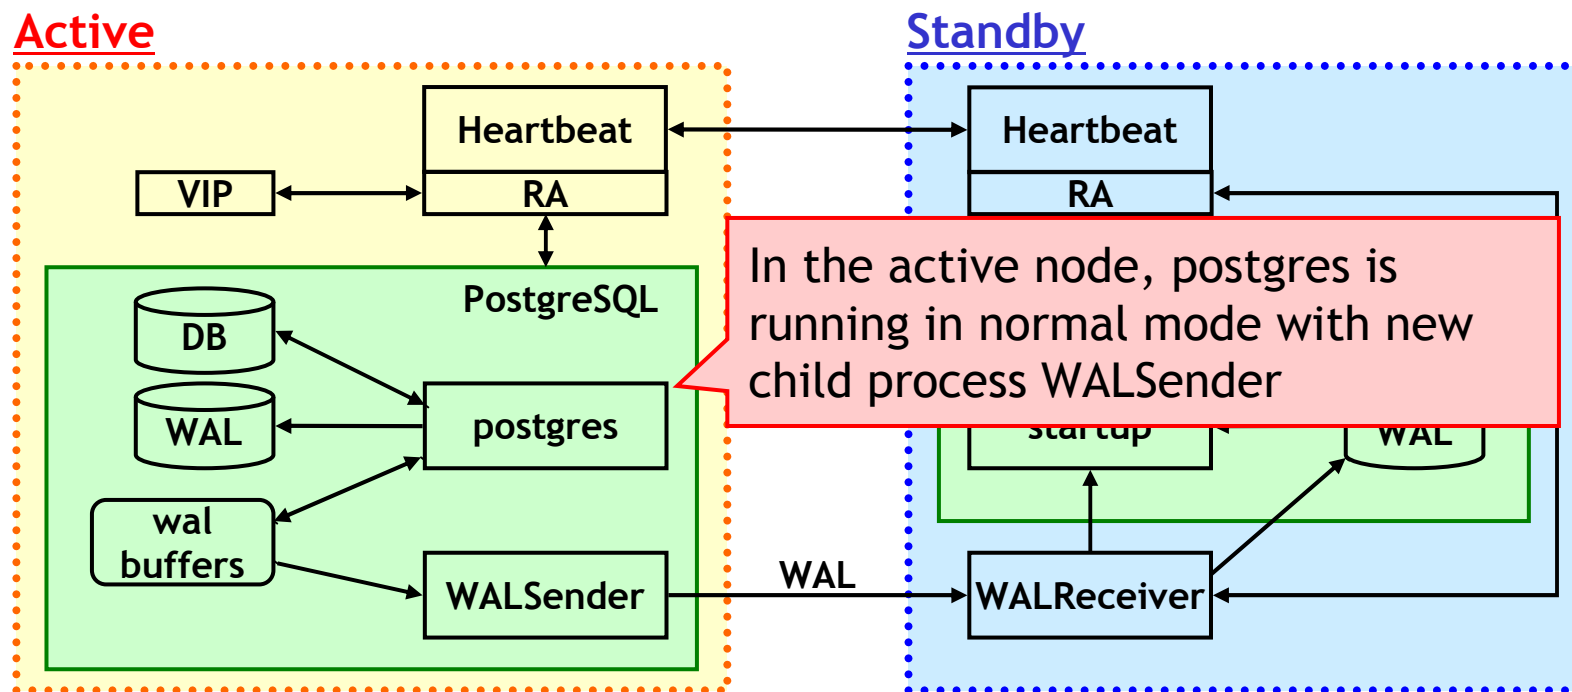 Active
Standby
Heartbeat
Heartbeat
VIP
RA
RA
PostgreSQL
In the active node, postgres is
running in normal mode with new
child process WALSender
DB
WAL
postgres
startup
WAL
wal
buffers
WALSender
WAL
WALReceiver